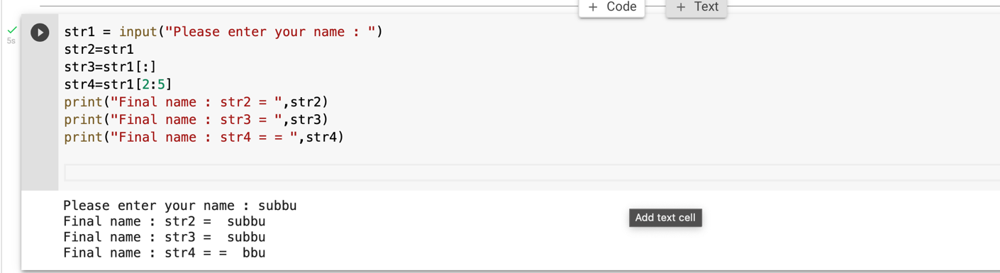 + Code + Text
5s
str1 = input("Please enter your name : ")
str2=str1
str3=str1[:]
str4=str1[2:5]
print("Final name : str2 = ",str2)
print("Final name : str3 = ",str3)
print("Final name : str4 = = ",str4)
Please enter your name : subbu
Final name : str2 =  subbu
Final name : str3 =  subbu
Final name : str4 = =  bbu
Add text cell